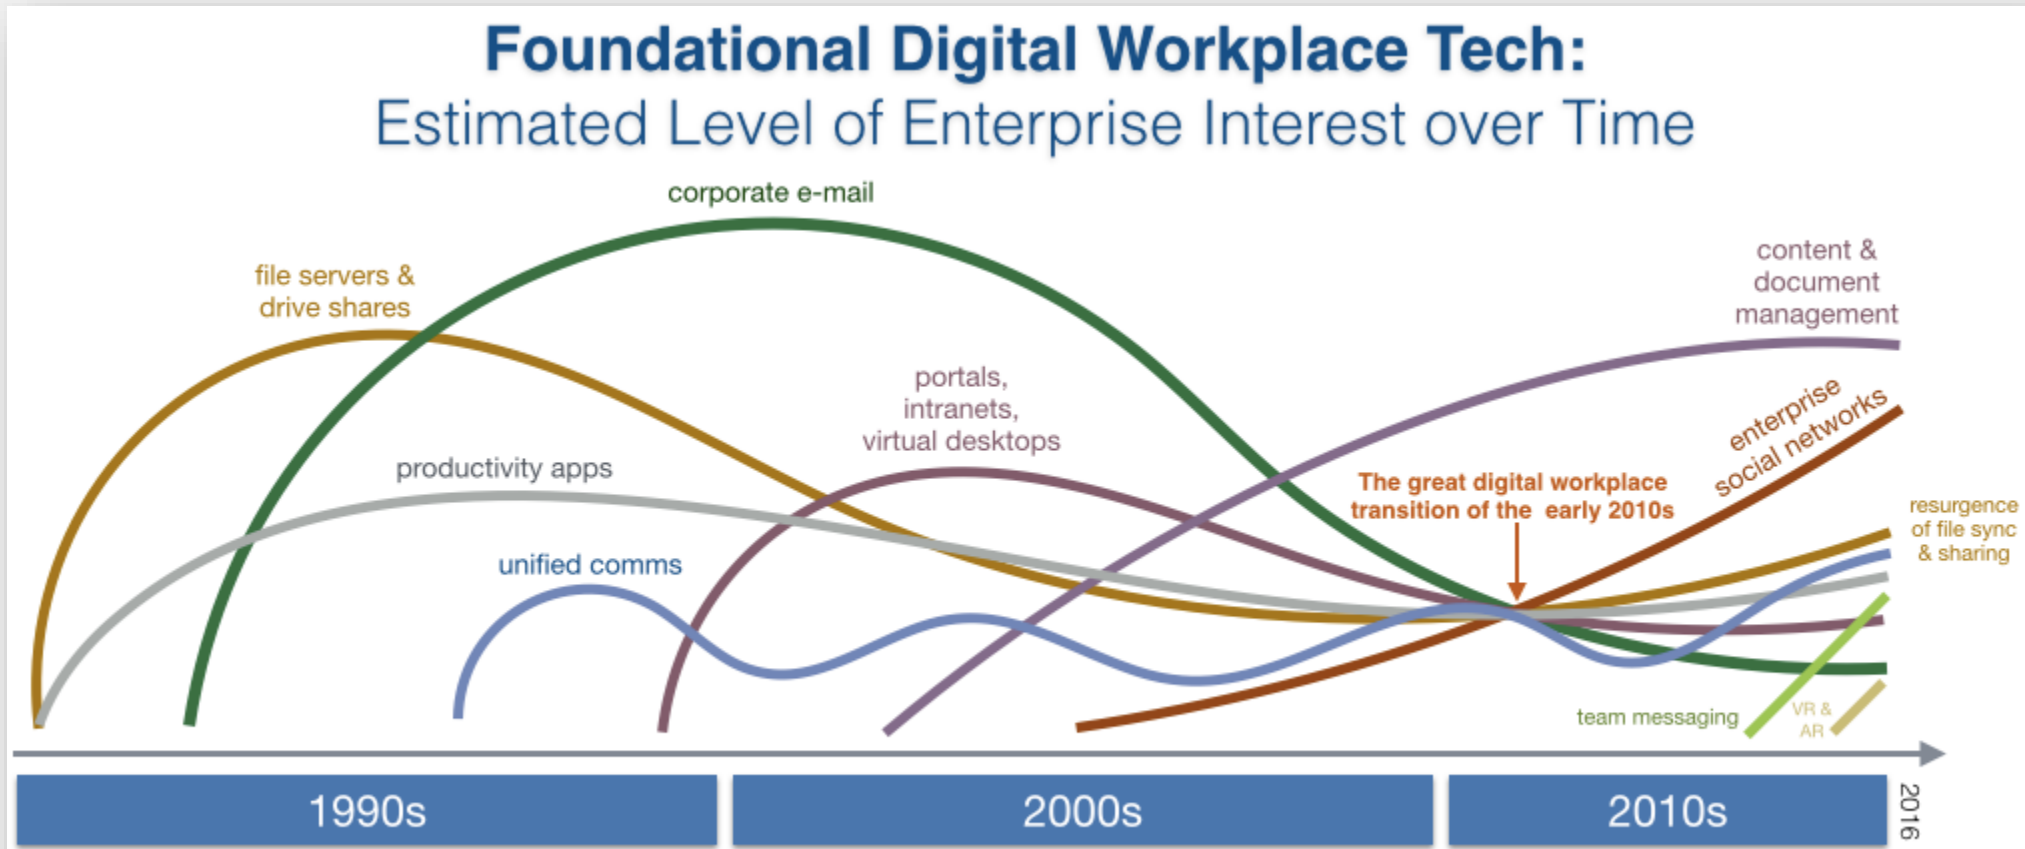 Foundational Digital Workplace Tech:
Estimated Level of Enterprise Interest over Time
corporate e-mail
file servers &
drive shares
content &
document
management
portals,
intranets,
virtual desktops
enterprise
social networks
productivity apps
The great digital workplace
transition of the early 2010s
resurgence
of file sync
& sharing
unified comms
team messaging
VR &
AR
1990s
2000s
2010s
2016